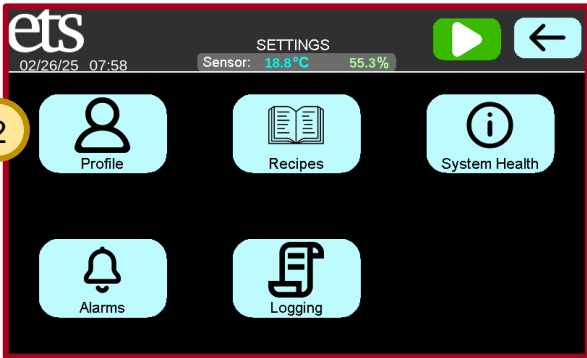 ets
SETTINGS
02/26/25 07:58
Sensor: 18.8°C 55.3%
2
Profile
Recipes
System Health
Alarms
Logging